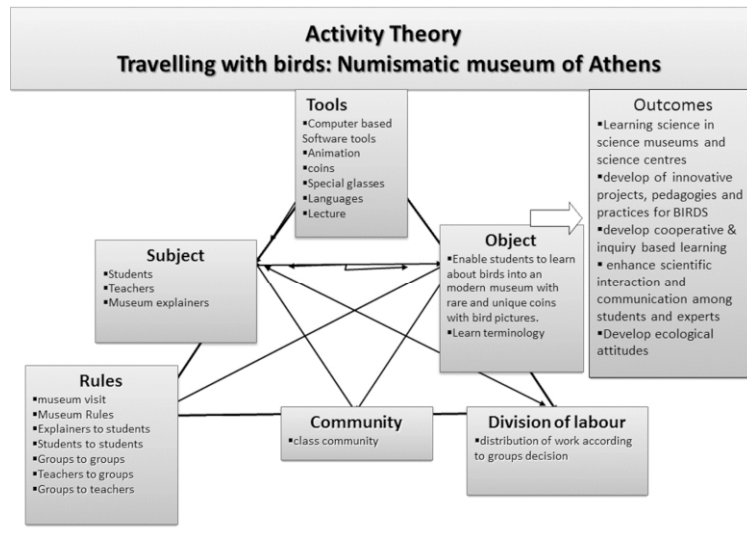 Activity Theory
Travelling with birds: Numismatic museum of Athens
Tools
▪Computer based
Software tools
▪Animation
▪coins
▪Special glasses
▪Languages
▪Lecture
Outcomes
▪Learning science in
science museums and
science centres
▪develop of innovative
projects, pedagogies and
practices for BIRDS
▪develop cooperative &
inquiry based learning
▪ enhance scientific
interaction and
communication among
students and experts
▪Develop ecological
attitudes
Subject
▪Students
▪Teachers
▪Museum explainers
Object
▪Enable students to learn
about birds into an
modern museum with
rare and unique coins
with bird pictures.
▪Learn terminology
Rules
▪museum visit
▪Museum Rules
▪Explainers to students
▪Students to students
▪Groups to groups
▪Teachers to groups
▪Groups to teachers
Community
▪class community
Division of labour
▪distribution of work according
to groups decision